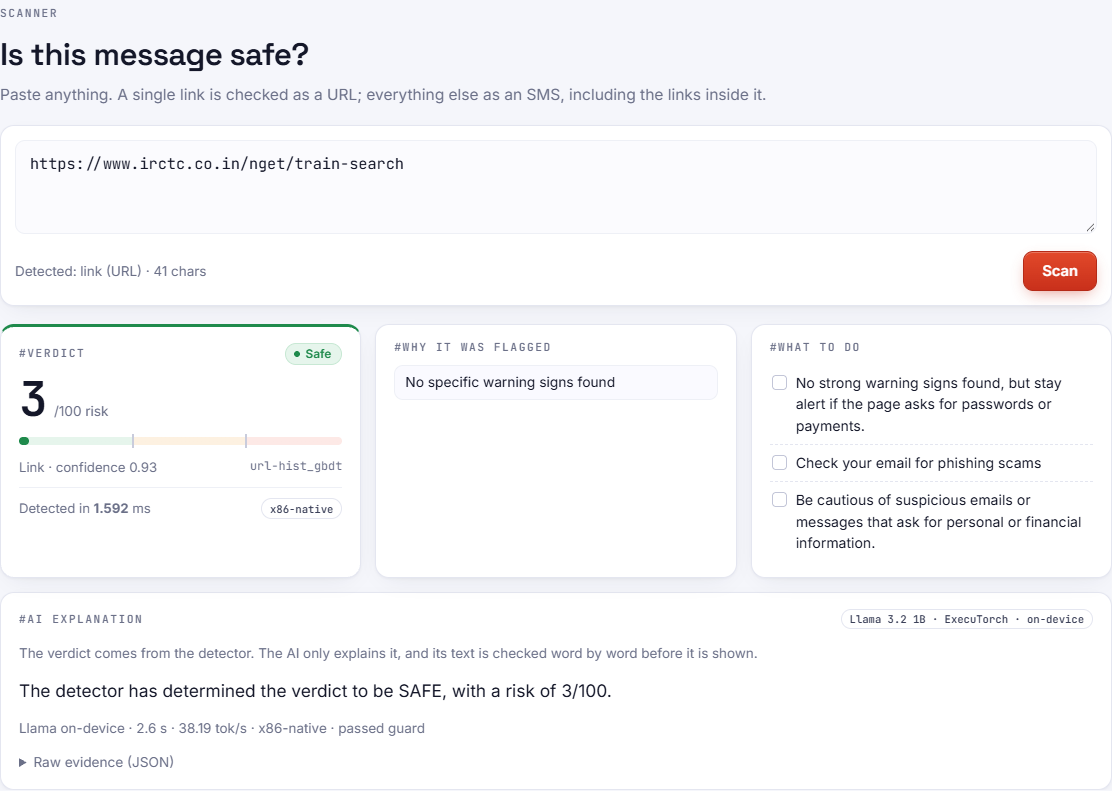 SCANNER
Is this message safe?
Paste anything. A single link is checked as a URL; everything else as an SMS, including the links inside it.
https://www.irctc.co.in/nget/train-search
Detected: link (URL) · 41 chars
Scan
#VERDICT
Safe
3 /100 risk
Link · confidence 0.93
url-hist_gbdt
Detected in 1.592 ms
x86-native
#WHY IT WAS FLAGGED
No specific warning signs found
#WHAT TO DO
No strong warning signs found, but stay
alert if the page asks for passwords or
payments.
Check your email for phishing scams
Be cautious of suspicious emails or
messages that ask for personal or financial
information.
#AI EXPLANATION
Llama 3.2 1B · ExecuTorch · on-device
The verdict comes from the detector. The AI only explains it, and its text is checked word by word before it is shown.
The detector has determined the verdict to be SAFE, with a risk of 3/100.
Llama on-device · 2.6 s · 38.19 tok/s · x86-native · passed guard
Raw evidence (JSON)